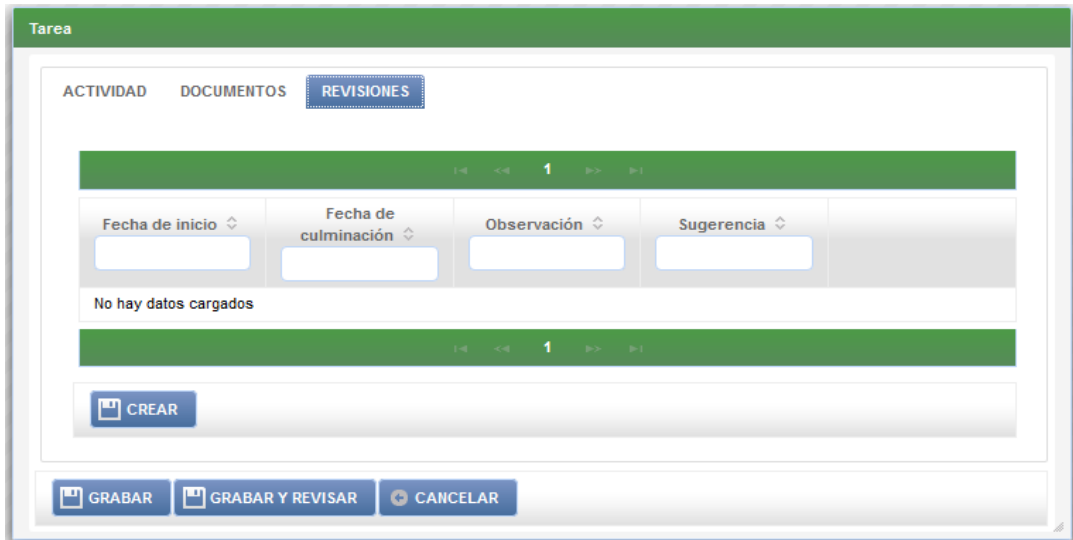 Tarea
ACTIVIDAD DOCUMENTOS REVISIONES
1
Fecha de inicio Fecha de culminación Observación Sugerencia
No hay datos cargados
1
CREAR
GRABAR GRABAR Y REVISAR CANCELAR